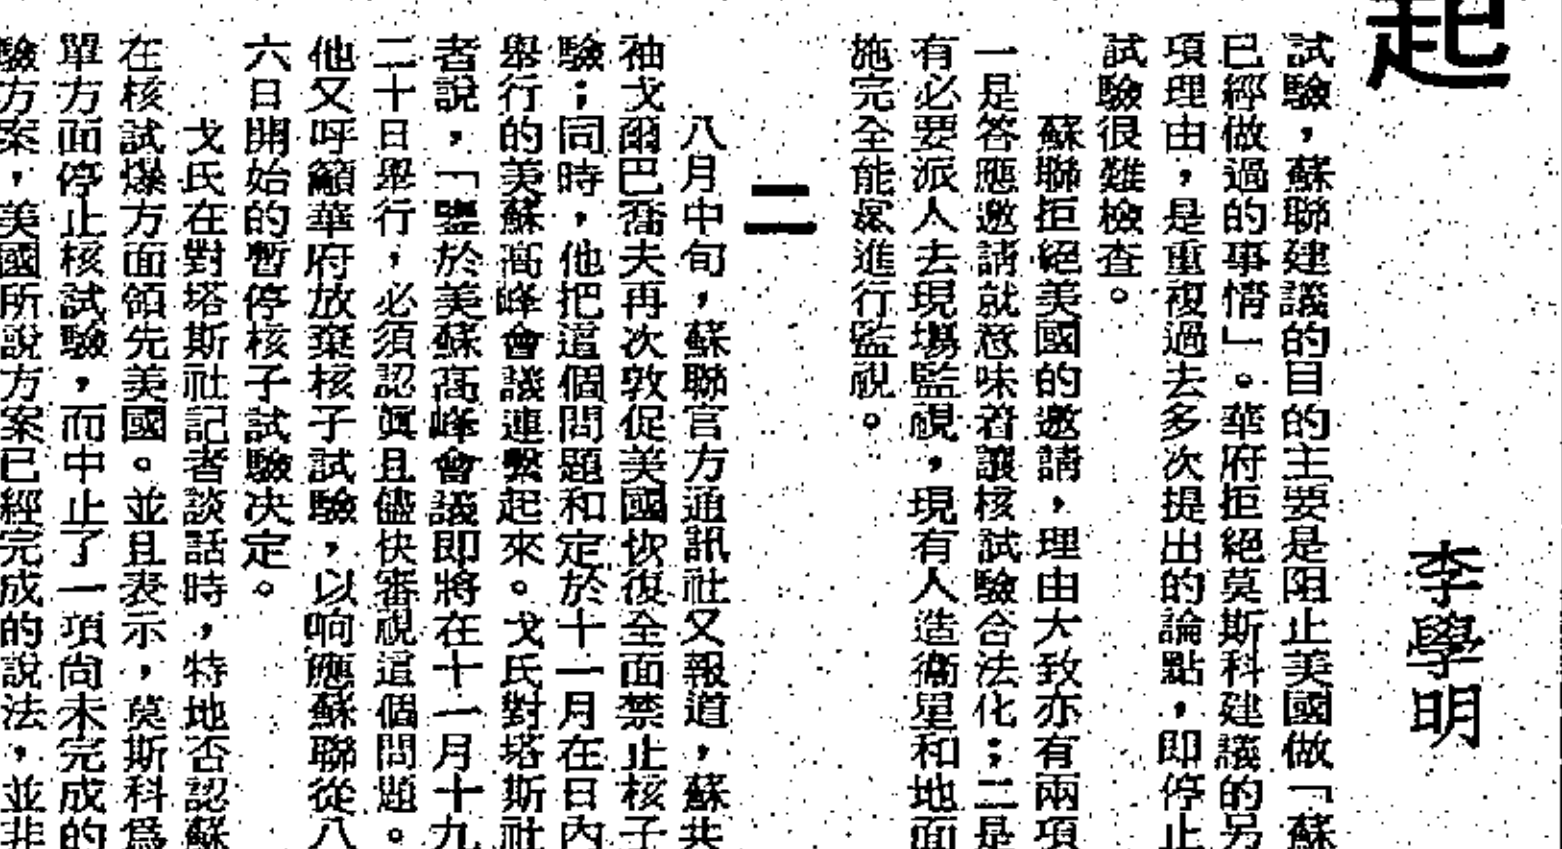 起
李學明
試驗，蘇聯建議的目的主要是阻止美國做「蘇
已經做過的事情」。華府拒絕莫斯科建議的另
項理由，是重複過去多次提出的論點，即停止
試驗很難檢查。
蘇聯拒絕美國的邀請，理由大致亦有兩項
一是答應邀請就意味着讓核試驗合法化；二是
有必要派人去現場監視，現有人造衞星和地面
施完全能夠進行監視。
二
八月中旬，蘇聯官方通訊社又報道，蘇共
袖戈爾巴喬夫再次敦促美國恢復全面禁止核子
驗；同時，他把這個問題和定於十一月在日內
舉行的美蘇高峰會議連繫起來。戈氏對塔斯社
者說，「鑒於美蘇高峰會議即將在十一月十九
二十日舉行，必須認眞且儘快審視這個問題。
他又呼籲華府放棄核子試驗，以响應蘇聯從八
六日開始的暫停核子試驗決定。
戈氏在對塔斯社記者談話時，特地否認蘇
在核試爆方面領先美國。並且表示，莫斯科爲
單方面停止核試驗，而中止了一項尚未完成的
驗方案，美國所說方案已經完成的說法，並非